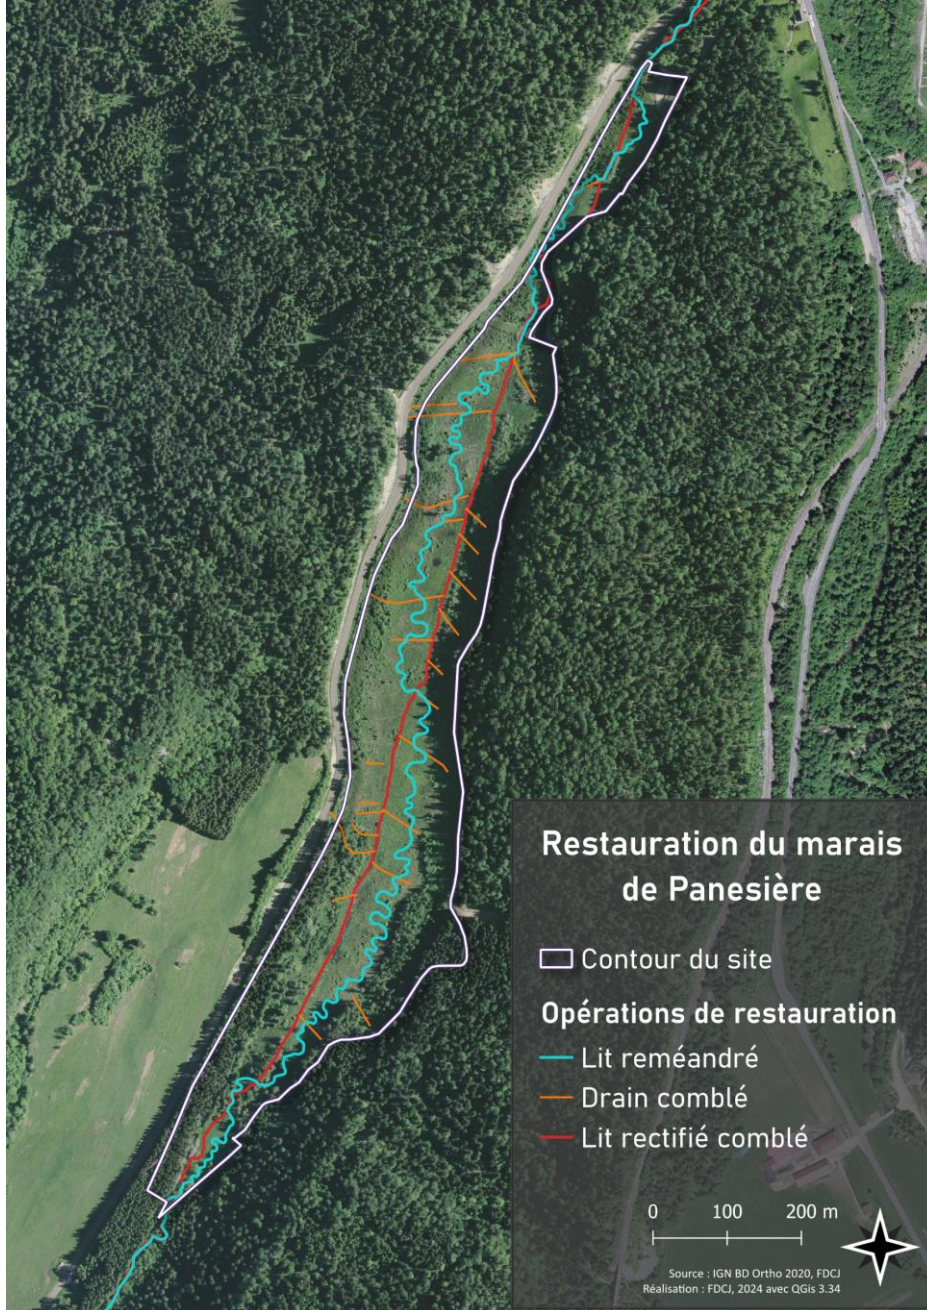 Restauration du marais
de Panesière
Contour du site
Opérations de restauration
Lit reméandré
Drain comblé
Lit rectifié comblé
0 100 200 m
Source : IGN BD Ortho 2020, FDCJ
Réalisation : FDCJ, 2024 avec QGis 3.34